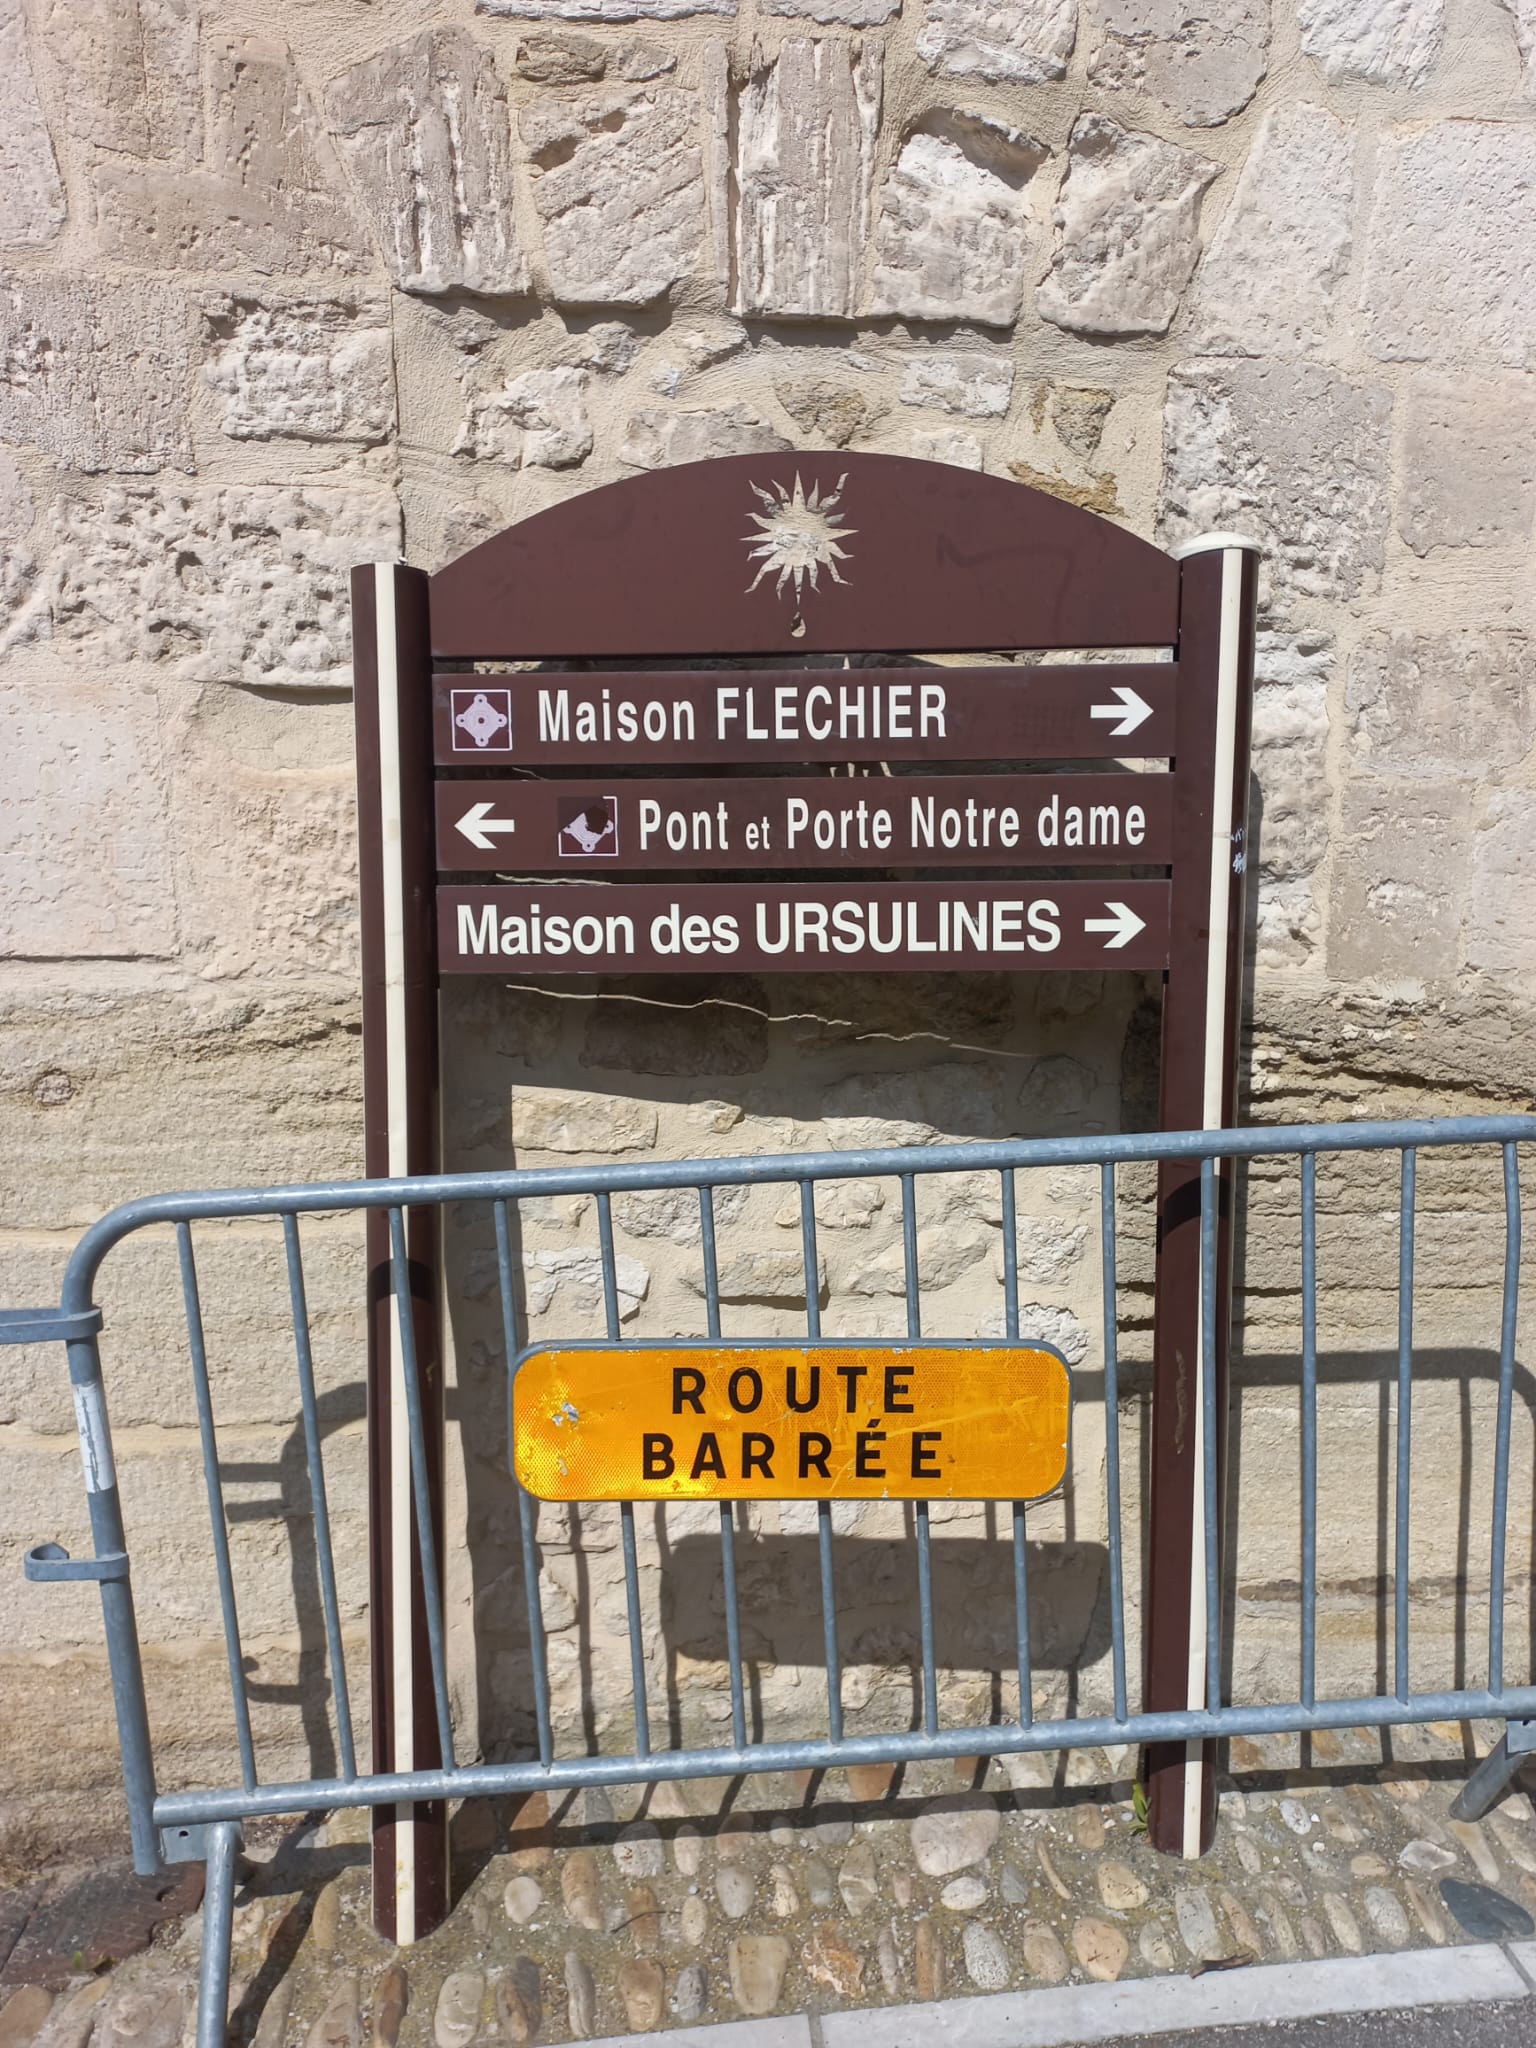 Maison FLECHIER
Pont et Porte Notre dame
Maison des URSULINES
ROUTE
BARRÉE